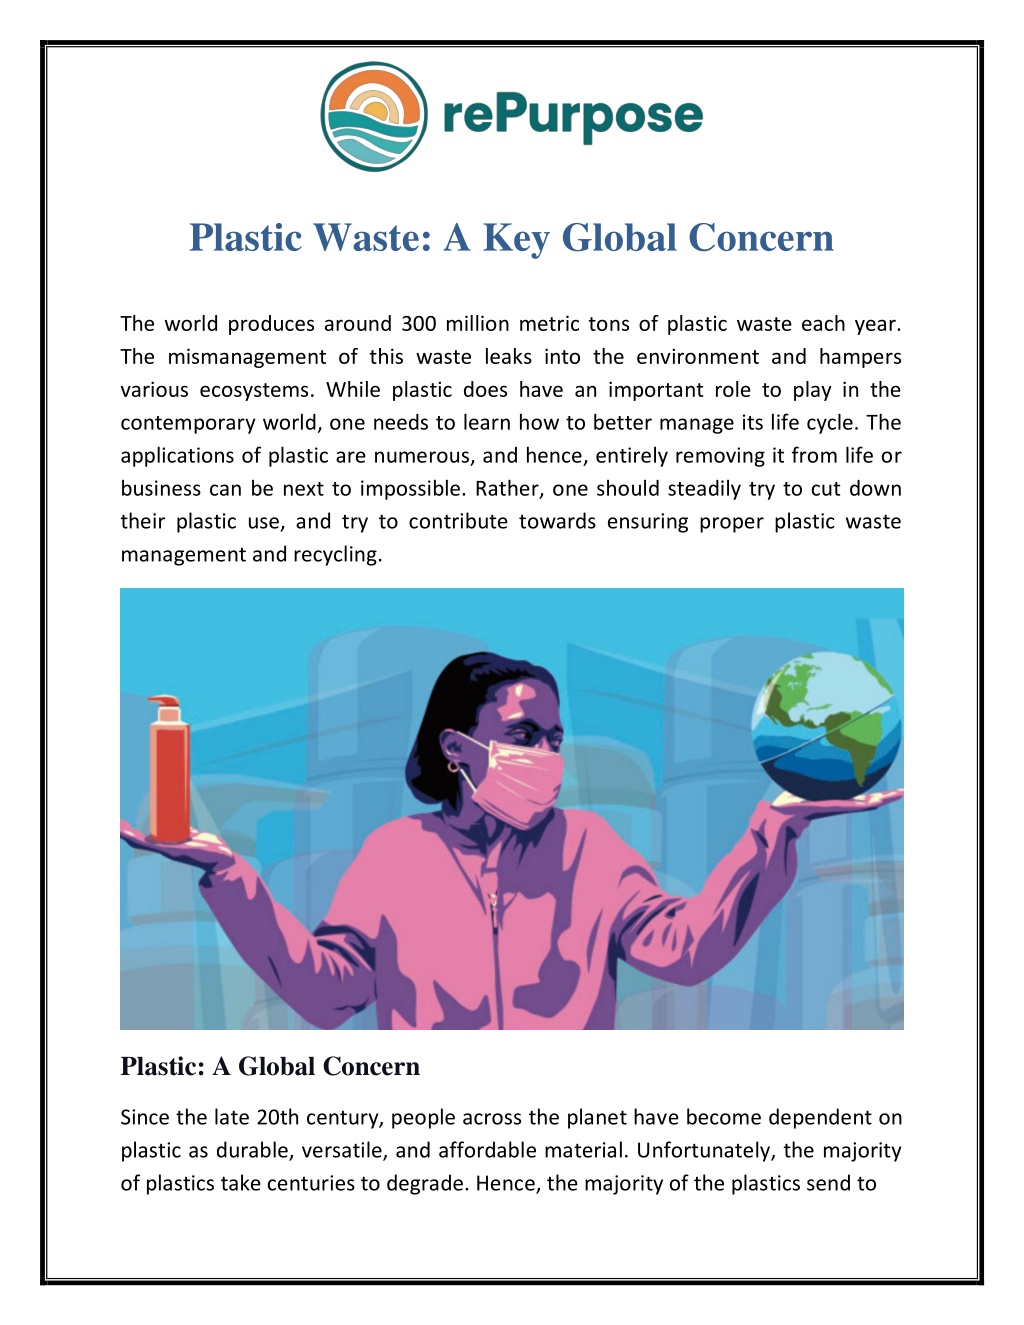 rePurpose
Plastic Waste: A Key Global Concern
The world produces around 300 million metric tons of plastic waste each year.
The mismanagement of this waste leaks into the environment and hampers
various ecosystems. While plastic does have an important role to play in the
contemporary world, one needs to learn how to better manage its life cycle. The
applications of plastic are numerous, and hence, entirely removing it from life or
business can be next to impossible. Rather, one should steadily try to cut down
their plastic use, and try to contribute towards ensuring proper plastic waste
management and recycling.
Plastic: A Global Concern
Since the late 20th century, people across the planet have become dependent on
plastic as durable, versatile, and affordable material. Unfortunately, the majority
of plastics take centuries to degrade. Hence, the majority of the plastics send to